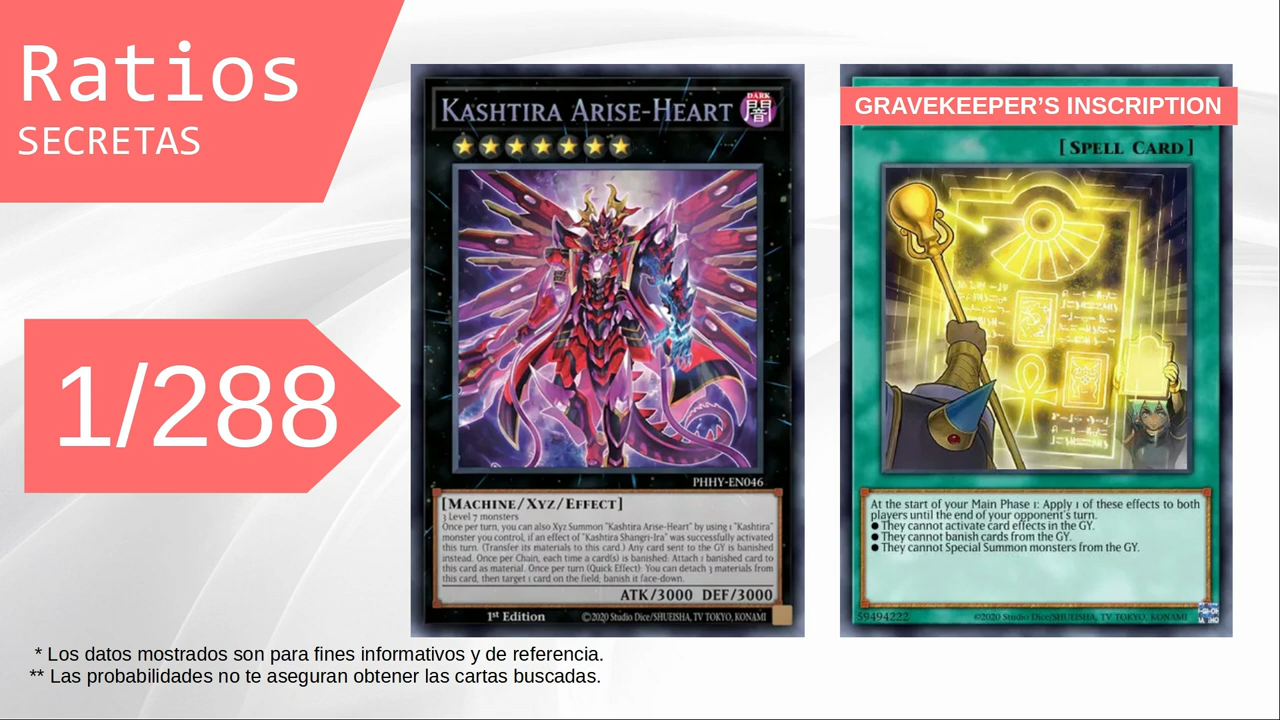 Ratios
SECRETAS
1/288
KASHTIRA ARISE-HEART
DARK
闇
PHHY-EN046
[MACHINE/XYZ/EFFECT]
3 Level 7 monsters
Once per turn, you can also Xyz Summon "Kashtira Arise-Heart" by using 1 "Kashtira"
monster you control, if an effect of "Kashtira Shangri-Ira" was successfully activated
this turn. (Transfer its materials to this card.) Any card sent to the GY is banished
instead. Once per Chain, each time a card(s) is banished: Attach 1 banished card to
this card as material. Once per turn (Quick Effect): You can detach 3 materials from
this card, then target 1 card on the field; banish it face-down.
ATK/3000 DEF/3000
1st Edition
©2020 Studio Dice/SHUEISHA, TV TOKYO, KONAMI
GRAVEKEEPER'S INSCRIPTION
[SPELL CARD]
At the start of your Main Phase 1: Apply 1 of these effects to both
players until the end of your opponent's turn.
● They cannot activate card effects in the GY.
● They cannot banish cards from the GY.
● They cannot Special Summon monsters from the GY.
59494222
©2020 Studio Dice/SHUEISHA, TV TOKYO, KONAMI
* Los datos mostrados son para fines informativos y de referencia.
** Las probabilidades no te aseguran obtener las cartas buscadas.